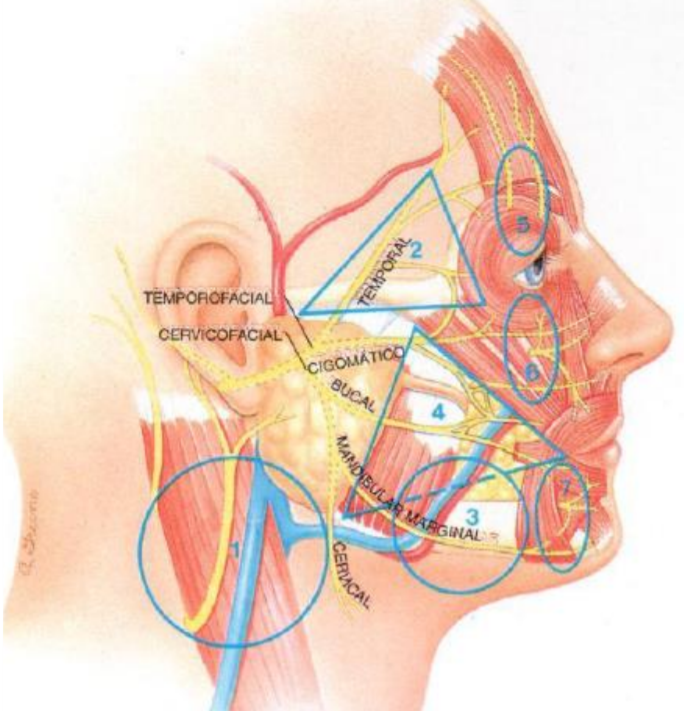 5
2
TEMPORAL
TEMPOROFACIAL
CERVICOFACIAL
CIGOMÁTICO
6
BUCAL
4
MANDIBULAR MARGINAL
7
3
1
CERVICAL